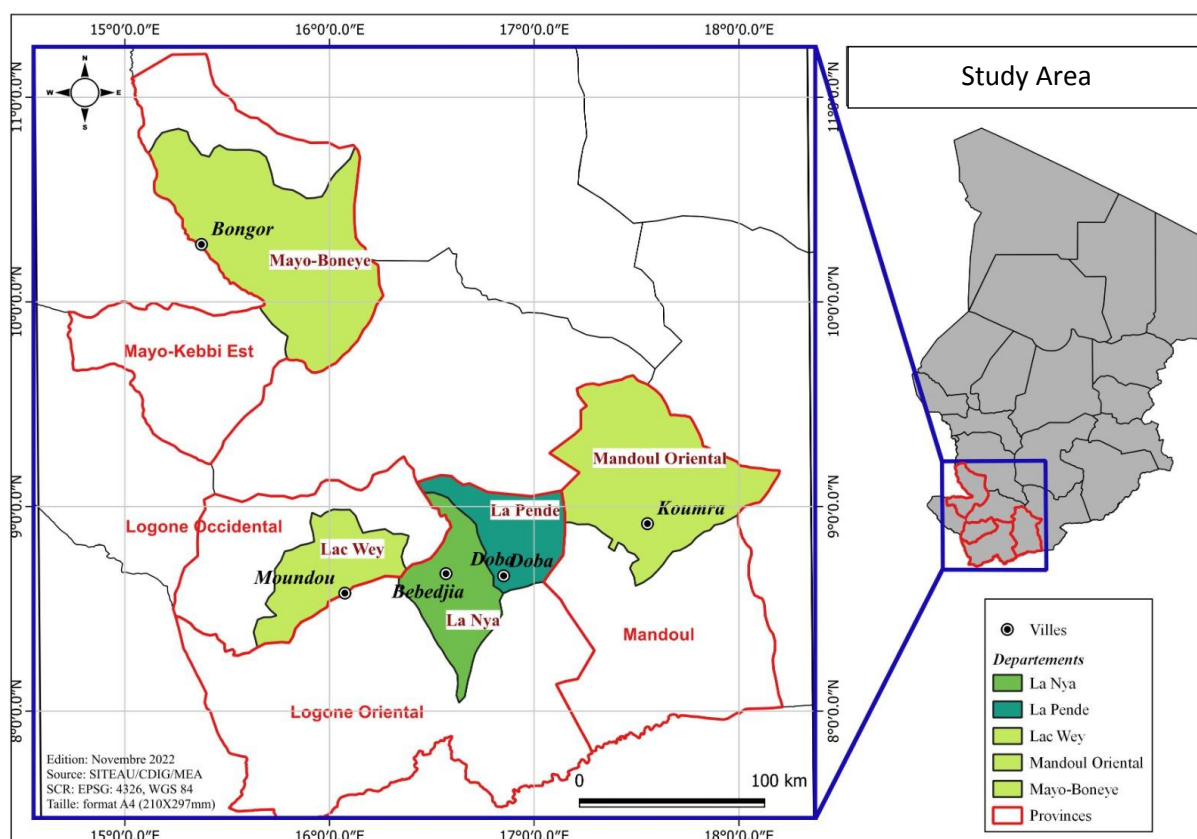 15°0′0.0″E
16°0′0.0″E
17°0′0.0″E
18°0′0.0″E
Study Area
N
W
E
S
11°0′0.0″N
11°0′0.0″N
Bongor
Mayo-Boneye
10°0′0.0″N
10°0′0.0″N
Mayo-Kebbi Est
Mandoul Oriental
9°0′0.0″N
9°0′0.0″N
La Pende
Koumra
Logone Occidental
Lac Wey
Doba
Doba
Moundou
Bebedjia
La Nya
Mandoul
8°0′0.0″N
8°0′0.0″N
Logone Oriental
Edition: Novembre 2022
Source: SITEAU/CDIG/MEA
SCR: EPSG: 4326, WGS 84
Taille: format A4 (210X297mm)
0
100 km
15°0′0.0″E
16°0′0.0″E
17°0′0.0″E
18°0′0.0″E
Villes
Departements
La Nya
La Pende
Lac Wey
Mandoul Oriental
Mayo-Boneye
Provinces